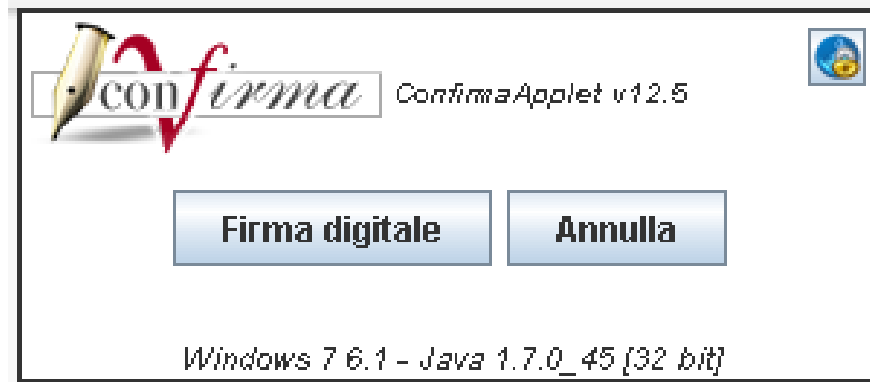 confirma ConfirmaApplet v12.5
Firma digitale Annulla
Windows 7 6.1 - Java 1.7.0_45 [32 bit]